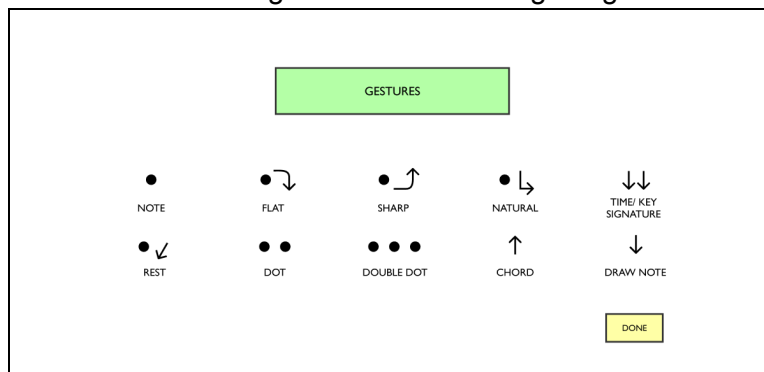 GESTURES
NOTE
FLAT
SHARP
NATURAL
TIME/ KEY
SIGNATURE
REST
DOT
DOUBLE DOT
CHORD
DRAW NOTE
DONE